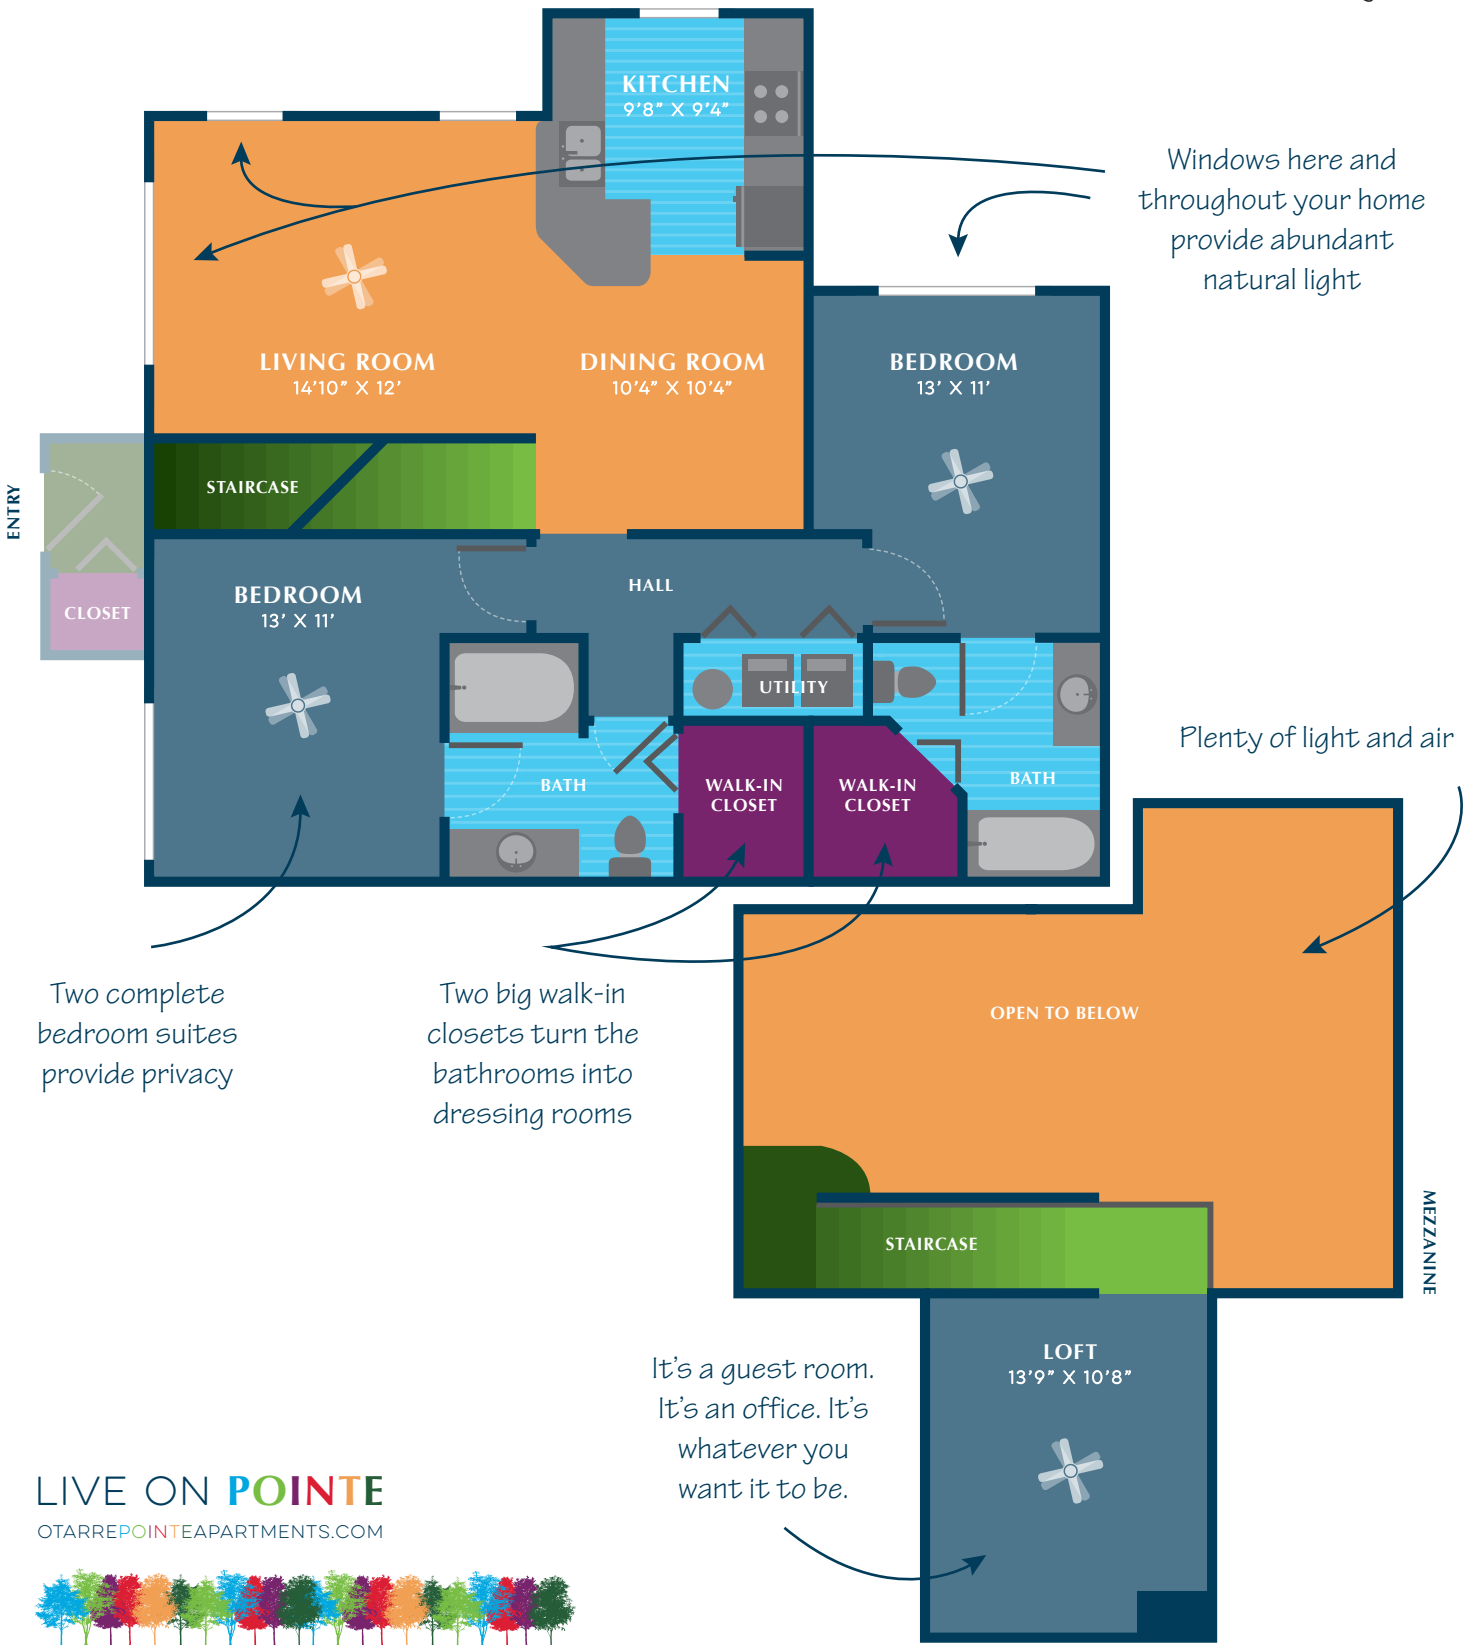 KITCHEN
9'8" X 9'4"
Windows here and
throughout your home
provide abundant
natural light
LIVING ROOM
14'10" X 12'
DINING ROOM
10'4" X 10'4"
BEDROOM
13' X 11'
ENTRY
STAIRCASE
CLOSET
BEDROOM
13' X 11'
HALL
UTILITY
BATH
WALK-IN
CLOSET
WALK-IN
CLOSET
BATH
Plenty of light and air
Two complete
bedroom suites
provide privacy
Two big walk-in
closets turn the
bathrooms into
dressing rooms
OPEN TO BELOW
STAIRCASE
MEZZANINE
LOFT
13'9" X 10'8"
It's a guest room.
It's an office. It's
whatever you
want it to be.
LIVE ON POINTE
OTARREPOINTEAPARTMENTS.COM